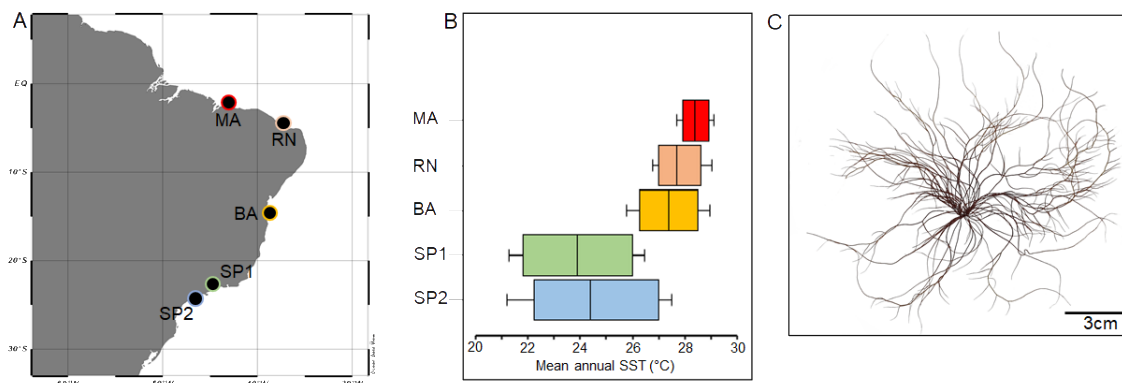 A
EQ
10°S
20°S
30°S
MA
RN
BA
SP1
SP2
B
MA
RN
BA
SP1
SP2
20 22 24 26 28 30
Mean annual SST (°C)
C
3cm